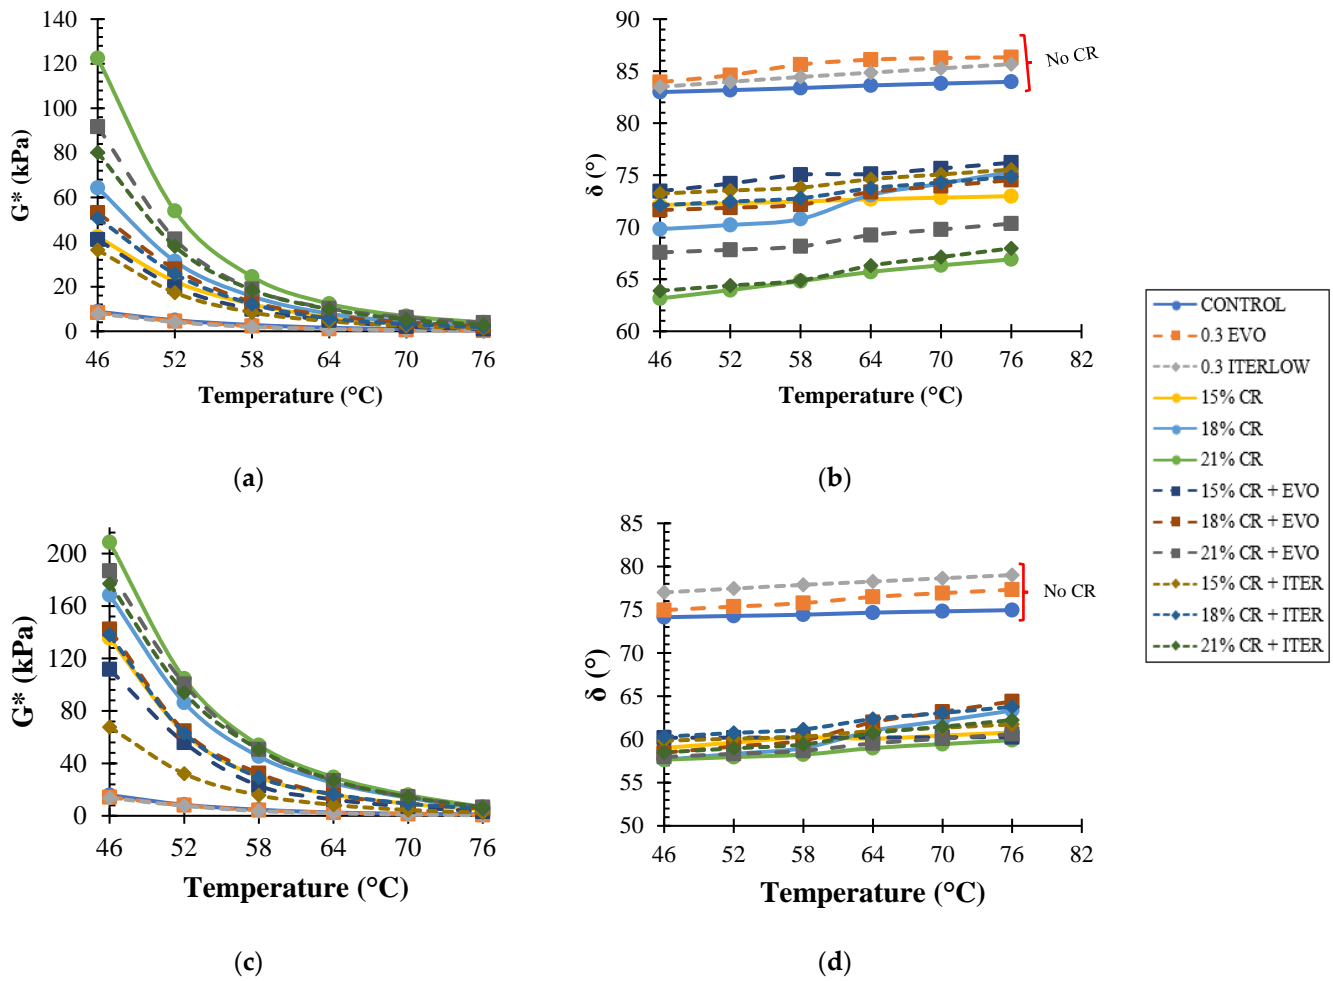 140
120
100
80
60
40
20
0
G* (kPa)
46 52 58 64 70 76
Temperature (°C)
(a)
90
85
80
75
70
65
60
δ (°)
No CR
46 52 58 64 70 76 82
Temperature (°C)
(b)
CONTROL
0.3 EVO
0.3 ITERLOW
15% CR
18% CR
21% CR
15% CR + EVO
18% CR + EVO
21% CR + EVO
15% CR + ITER
18% CR + ITER
21% CR + ITER
200
160
120
80
40
0
G* (kPa)
46 52 58 64 70 76
Temperature (°C)
(c)
85
80
75
70
65
60
55
50
δ (°)
No CR
46 52 58 64 70 76 82
Temperature (°C)
(d)